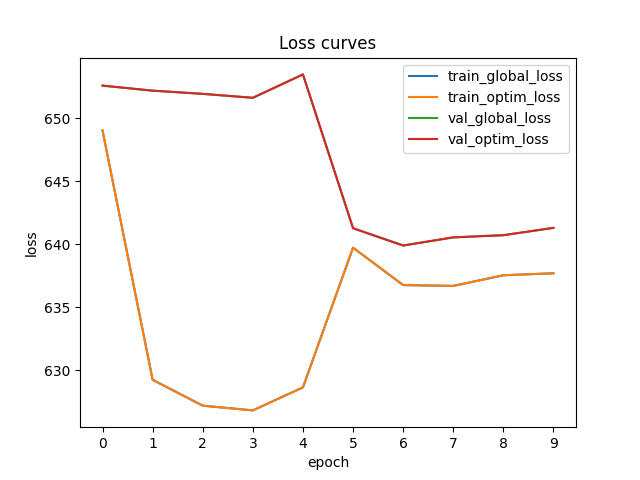 Loss curves
train_global_loss
train_optim_loss
val_global_loss
val_optim_loss
650
645
640
635
630
loss
0 1 2 3 4 5 6 7 8 9
epoch